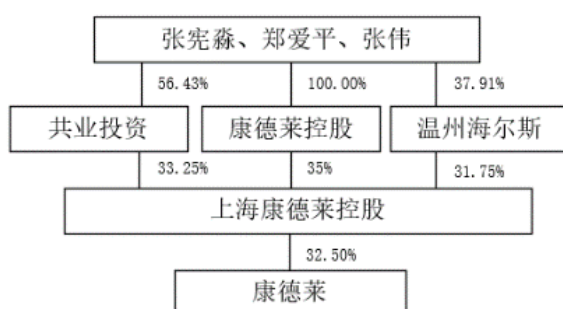 张宪淼、郑爱平、张伟
56.43% 100.00% 37.91%
共业投资 康德莱控股 温州海尔斯
33.25% 35% 31.75%
上海康德莱控股
32.50%
康德莱